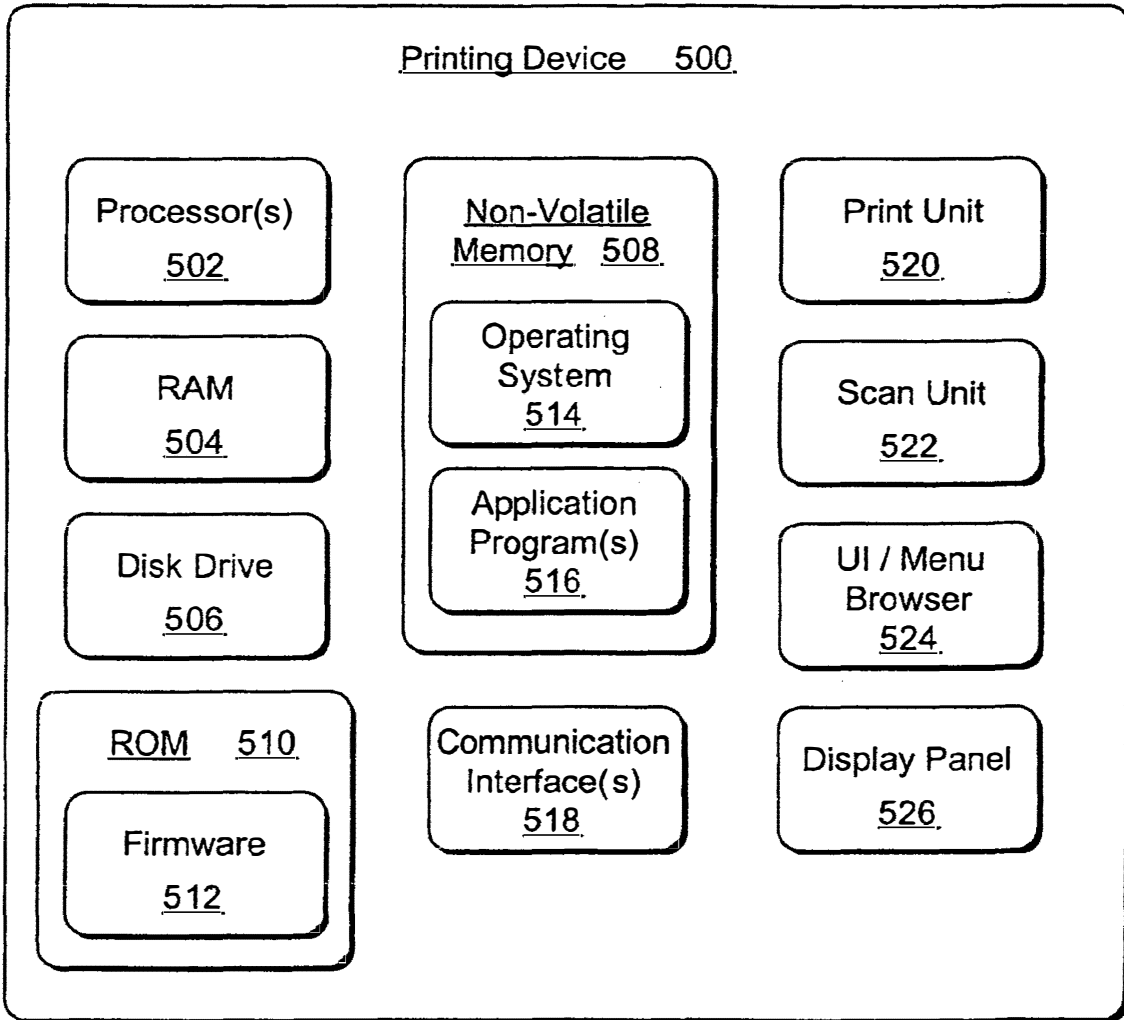 Printing Device 500
Processor(s)
502
RAM
504
Disk Drive
506
ROM 510
Firmware
512
Non-Volatile
Memory 508
Operating
System
514
Application
Program(s)
516
Communication
Interface(s)
518
Print Unit
520
Scan Unit
522
UI / Menu
Browser
524
Display Panel
526